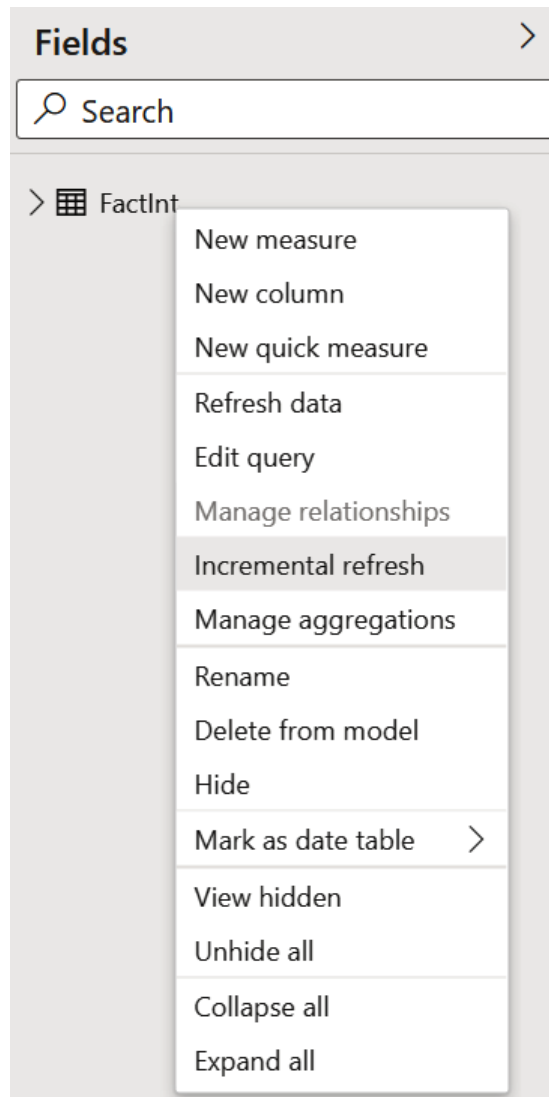 Fields
Search
FactInt
New measure
New column
New quick measure
Refresh data
Edit query
Manage relationships
Incremental refresh
Manage aggregations
Rename
Delete from model
Hide
Mark as date table
View hidden
Unhide all
Collapse all
Expand all